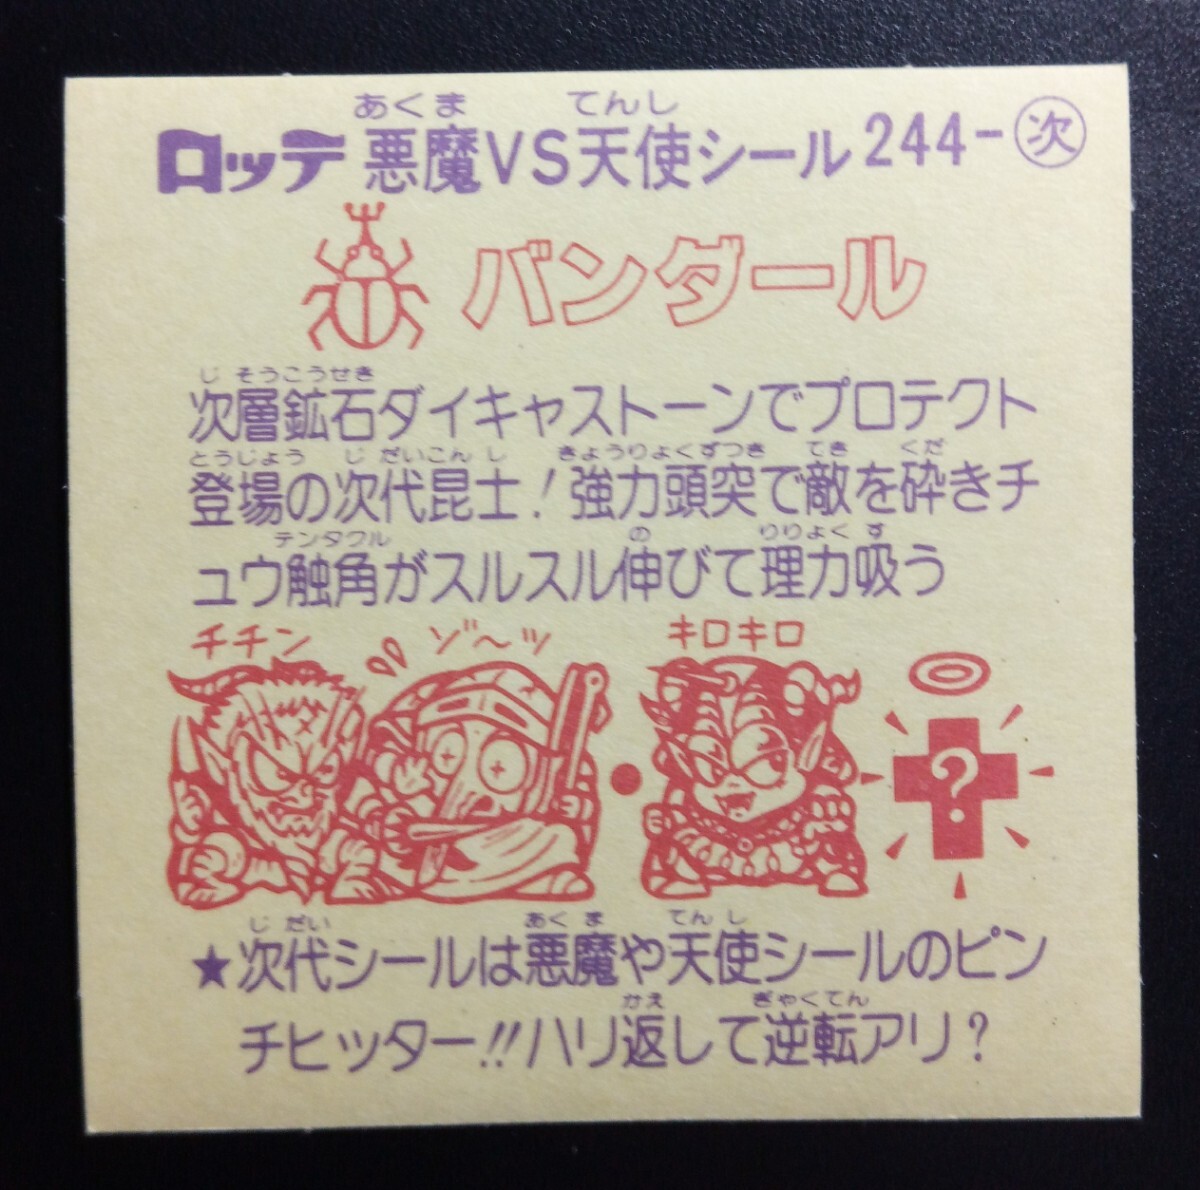 ロッテ 悪魔VS天使シール 244-次
あくま てんし
バンダール
じそうこうせき
次層鉱石ダイキャストーンでプロテクト
とうじょう じだいこんし きょうりょくずつき てき くだ
登場の次代昆士！強力頭突で敵を砕きチ
テンタクル の りりょく す
ュウ触角がスルスル伸びて理力吸う
チチン ゾ〜ッ キロキロ
?
じだい あくま てんし
★次代シールは悪魔や天使シールのピン
かえ ぎゃくてん
チヒッター!!ハリ返して逆転アリ？